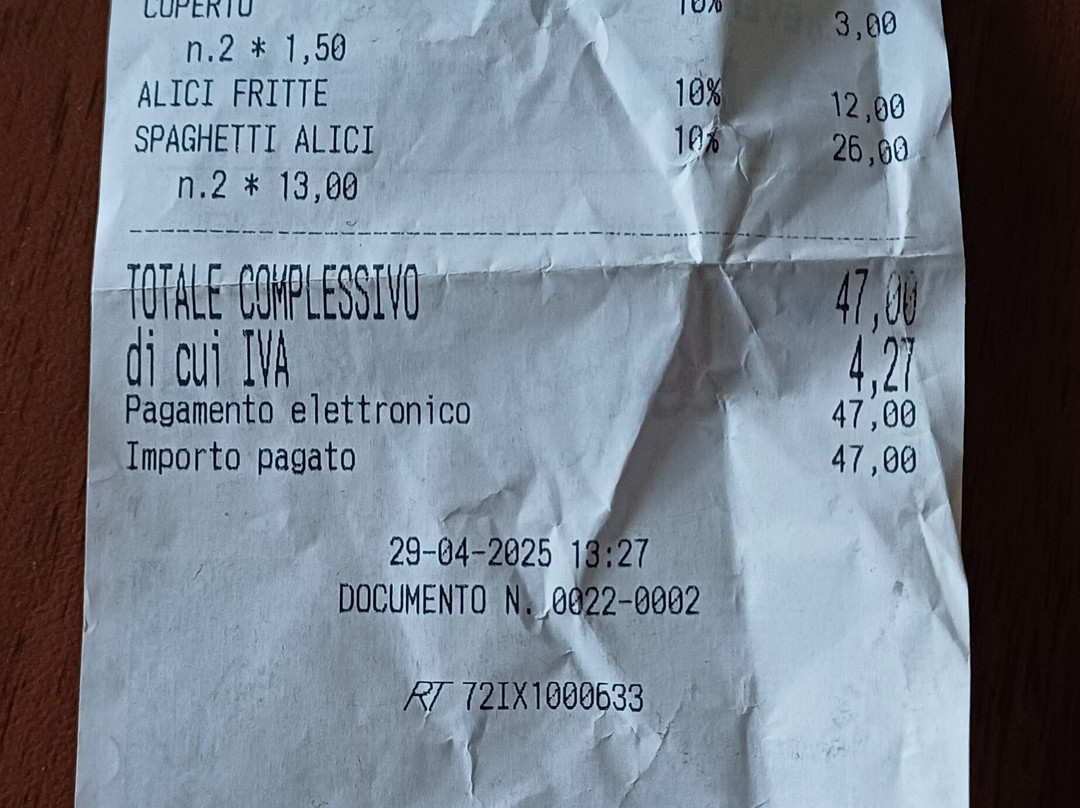 COPERTO 10% 3,00
n.2 * 1,50
ALICI FRITTE 10% 12,00
SPAGHETTI ALICI 10% 26,00
n.2 * 13,00
TOTALE COMPLESSIVO 47,00
di cui IVA 4,27
Pagamento elettronico 47,00
Importo pagato 47,00
29-04-2025 13:27
DOCUMENTO N. 0022-0002
RT 72IX1000633